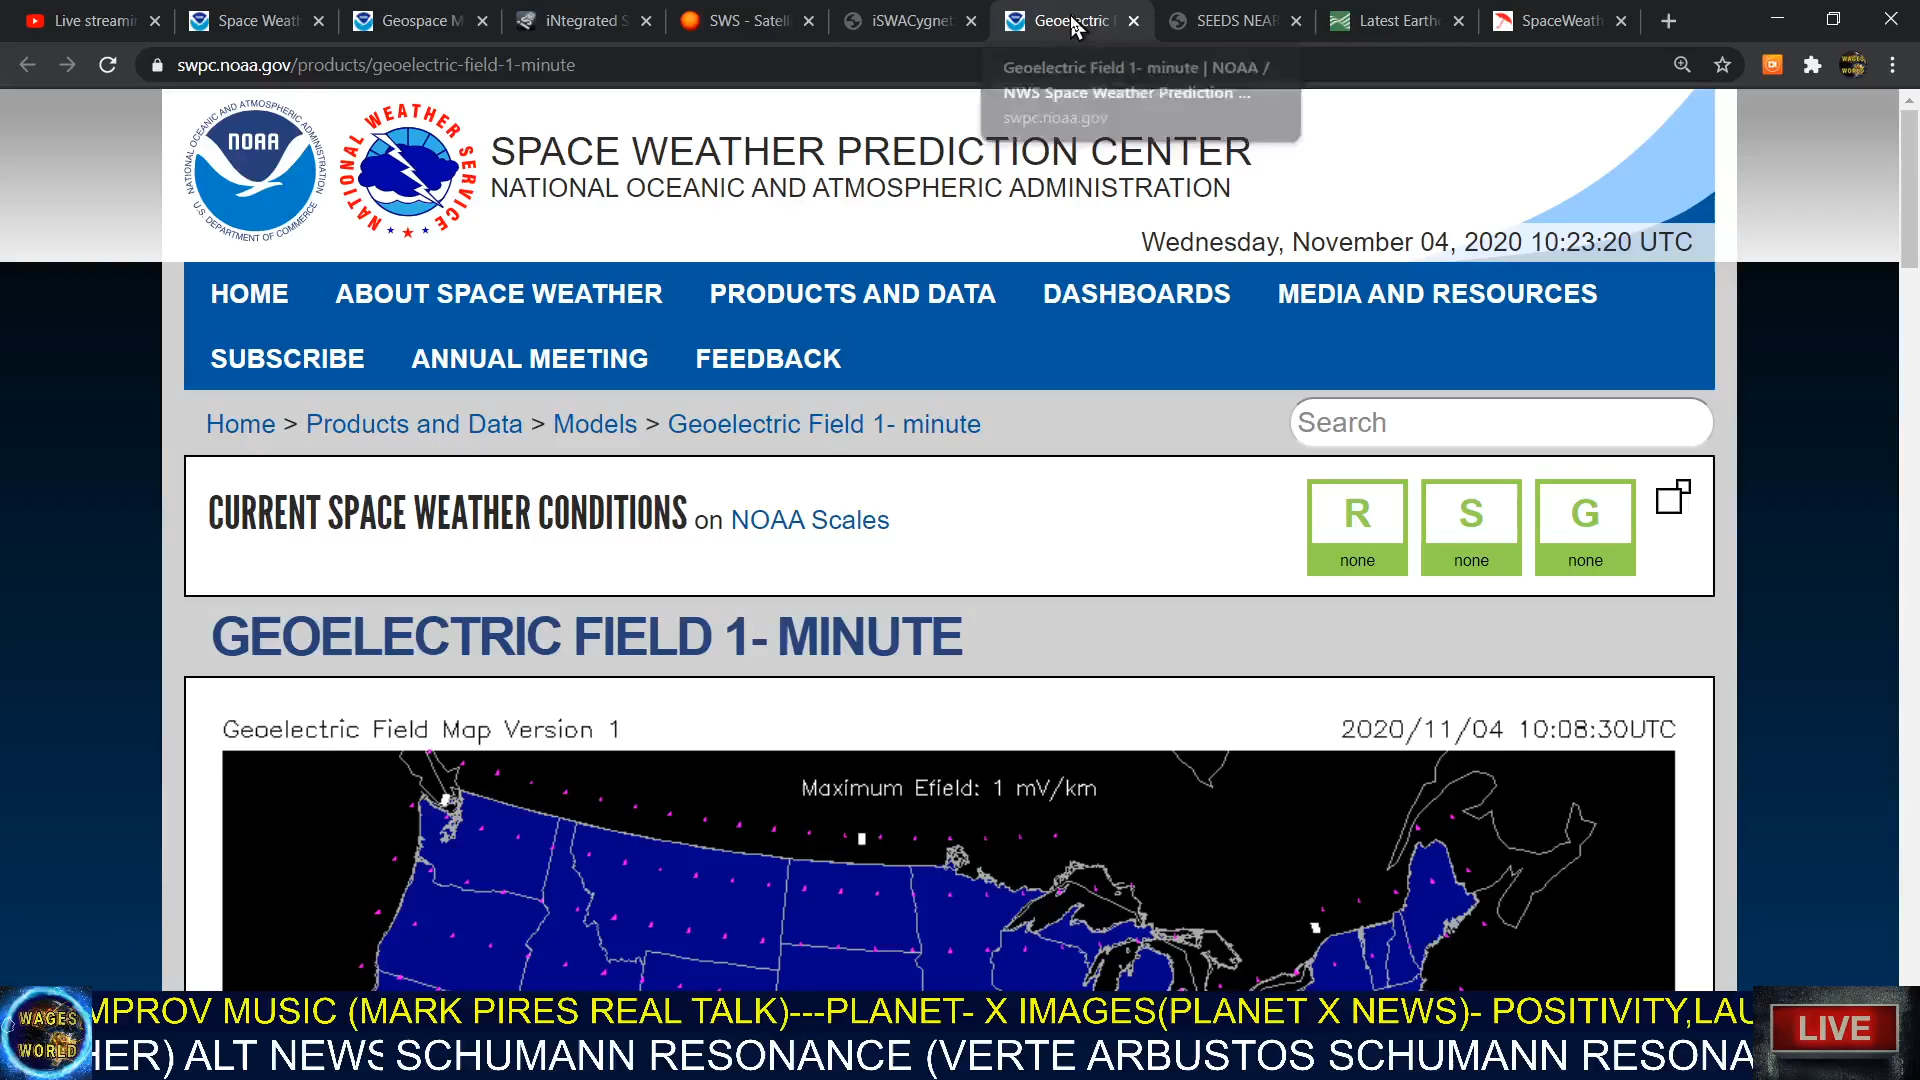 Live streamin
Space Weath
Geospace M
iNtegrated S
SWS - Satelli
iSWACygnet
Geoelectric F
SEEDS NEAR
Latest Earth
SpaceWeath
swpc.noaa.gov/products/geoelectric-field-1-minute
Geoelectric Field 1- minute | NOAA /
NWS Space Weather Prediction ...
swpc.noaa.gov
NATIONAL OCEANIC AND ATMOSPHERIC ADMINISTRATION
NOAA
U.S. DEPARTMENT OF COMMERCE
NATIONAL WEATHER SERVICE
SPACE WEATHER PREDICTION CENTER
NATIONAL OCEANIC AND ATMOSPHERIC ADMINISTRATION
Wednesday, November 04, 2020 10:23:20 UTC
HOME ABOUT SPACE WEATHER PRODUCTS AND DATA DASHBOARDS MEDIA AND RESOURCES
SUBSCRIBE ANNUAL MEETING FEEDBACK
Home > Products and Data > Models > Geoelectric Field 1- minute
Search
CURRENT SPACE WEATHER CONDITIONS on NOAA Scales
R S G
none none none
GEOELECTRIC FIELD 1- MINUTE
Geoelectric Field Map Version 1 2020/11/04 10:08:30UTC
Maximum Efield: 1 mV/km
WAGES WORLD
MPROV MUSIC (MARK PIRES REAL TALK)---PLANET- X IMAGES(PLANET X NEWS)- POSITIVITY,LAU
HER) ALT NEWS SCHUMANN RESONANCE (VERTE ARBUSTOS SCHUMANN RESONA
LIVE